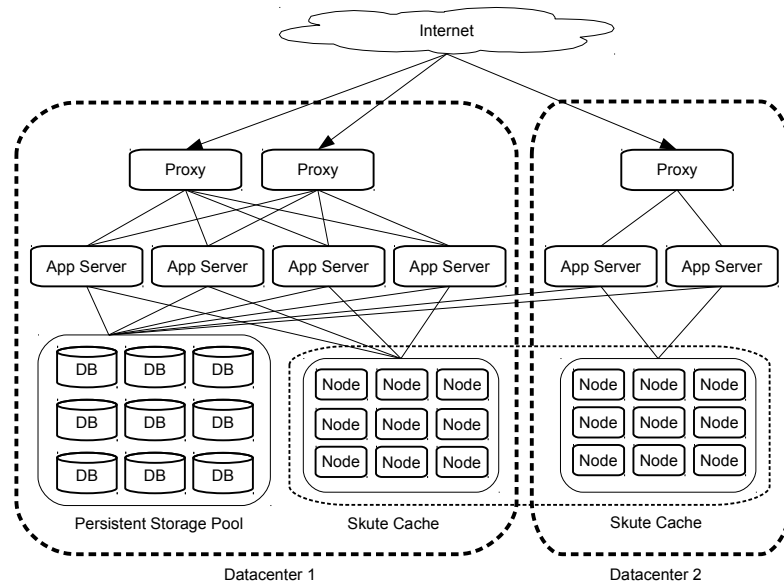 Internet
Proxy Proxy Proxy
App Server App Server App Server App Server App Server App Server
DB DB DB Node Node Node Node Node Node
DB DB DB Node Node Node Node Node Node
DB DB DB Node Node Node Node Node Node
Persistent Storage Pool Skute Cache Skute Cache
Datacenter 1 Datacenter 2